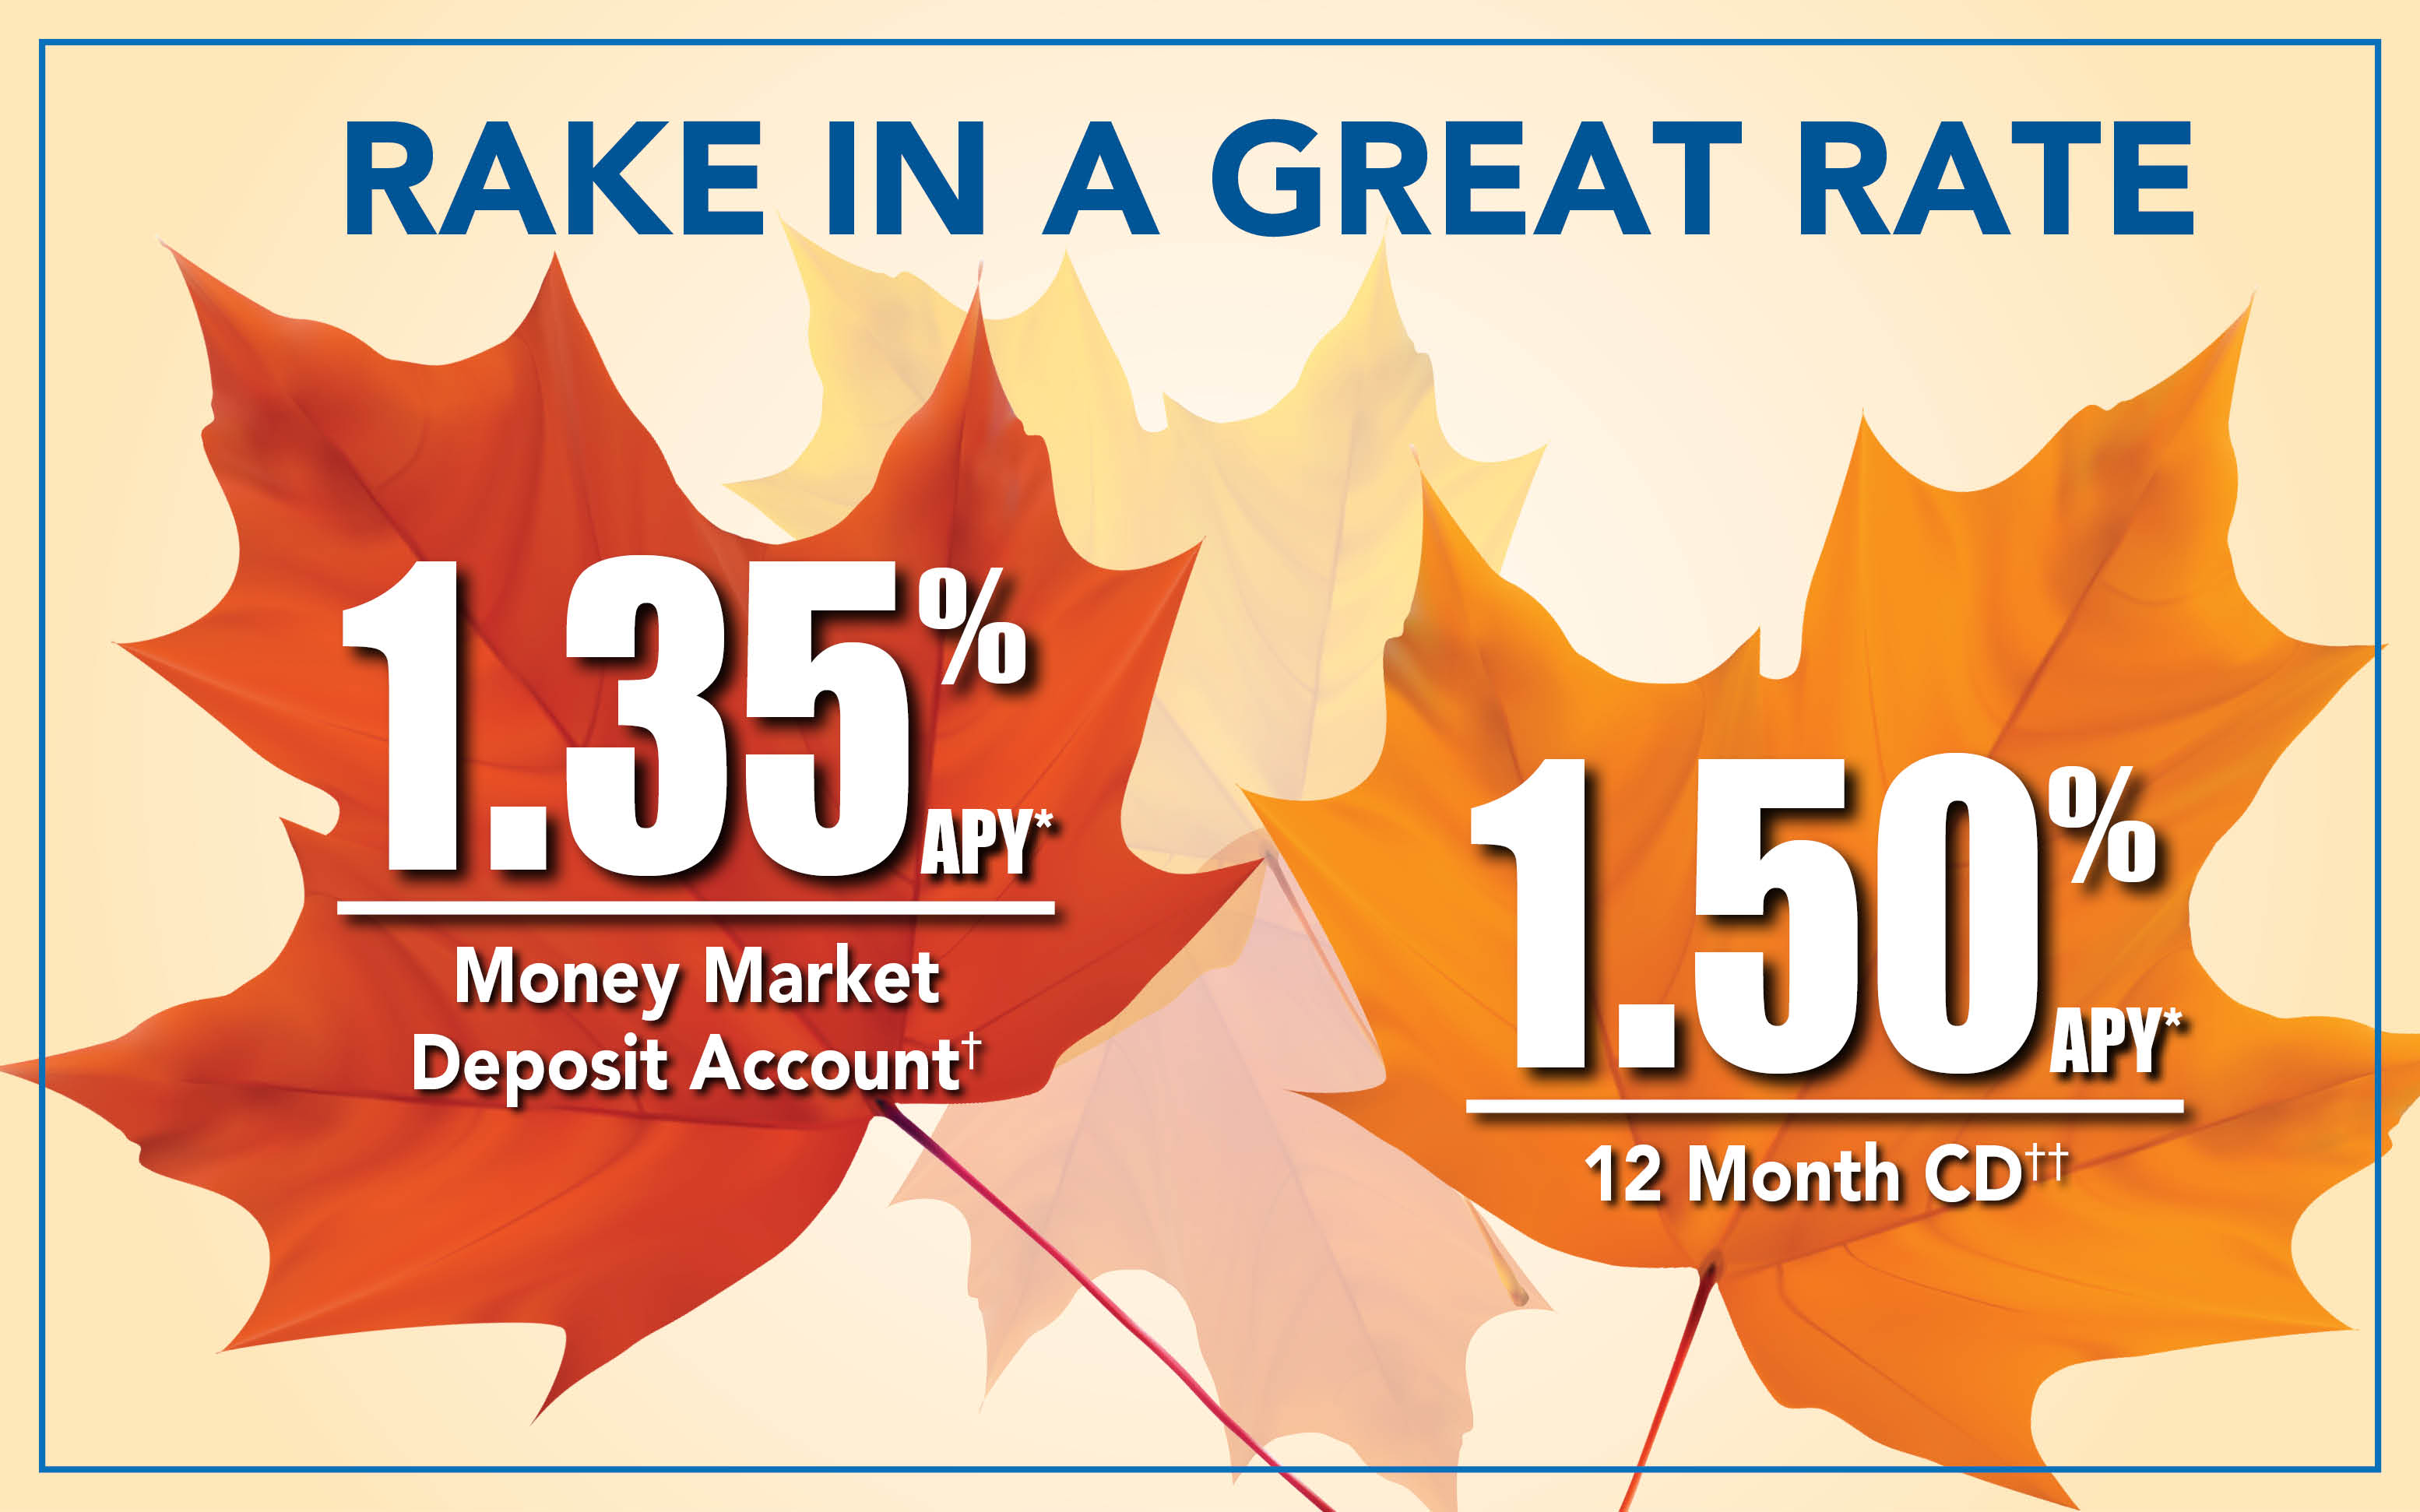 RAKE IN A GREAT RATE
1.35% APY*
Money Market
Deposit Account†
1.50% APY*
12 Month CD††